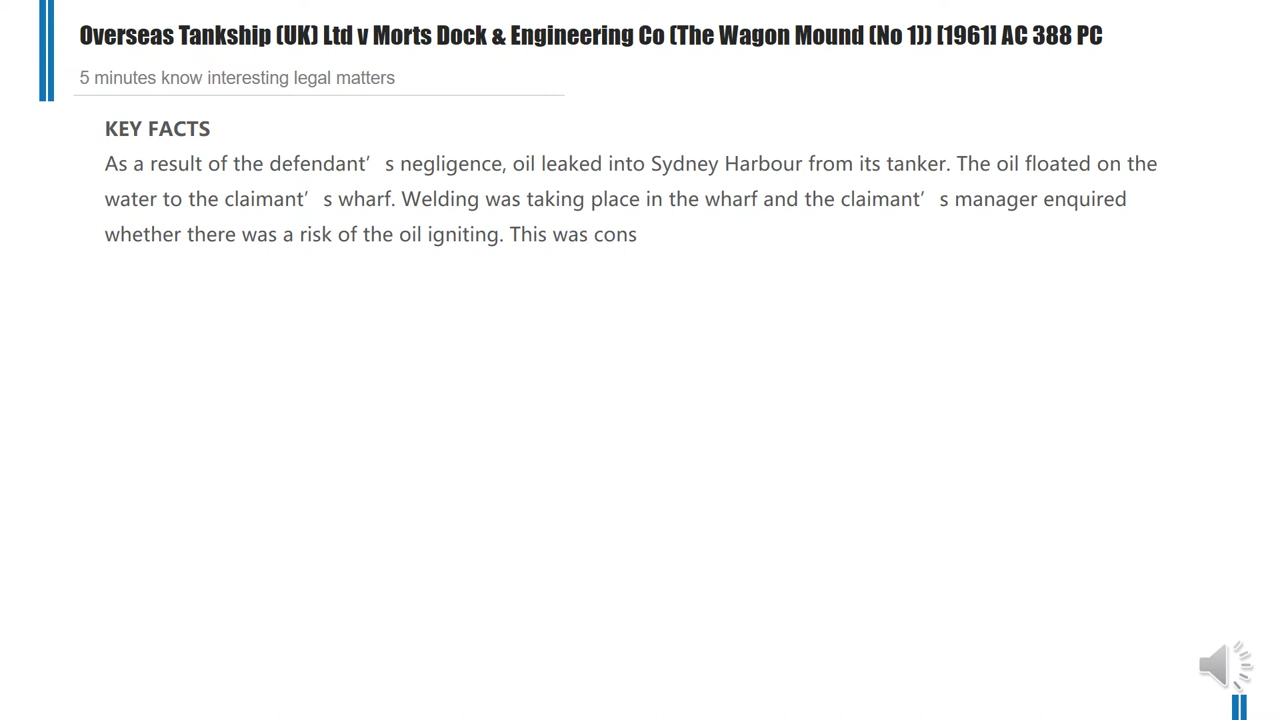 Overseas Tankship (UK) Ltd v Morts Dock & Engineering Co (The Wagon Mound (No 1)) [1961] AC 388 PC
5 minutes know interesting legal matters
KEY FACTS
As a result of the defendant’s negligence, oil leaked into Sydney Harbour from its tanker. The oil floated on the
water to the claimant’s wharf. Welding was taking place in the wharf and the claimant’s manager enquired
whether there was a risk of the oil igniting. This was cons